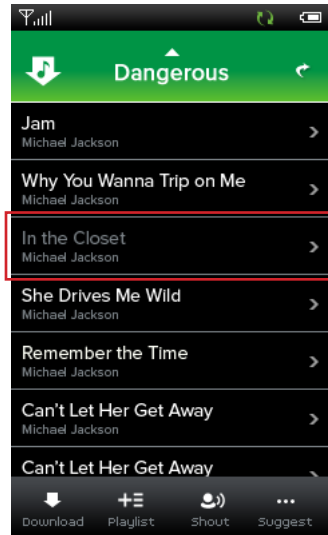 Dangerous
Jam
Michael Jackson
Why You Wanna Trip on Me
Michael Jackson
In the Closet
Michael Jackson
She Drives Me Wild
Michael Jackson
Remember the Time
Michael Jackson
Can't Let Her Get Away
Michael Jackson
Can't Let Her Get Away
Download Playlist Shout Suggest